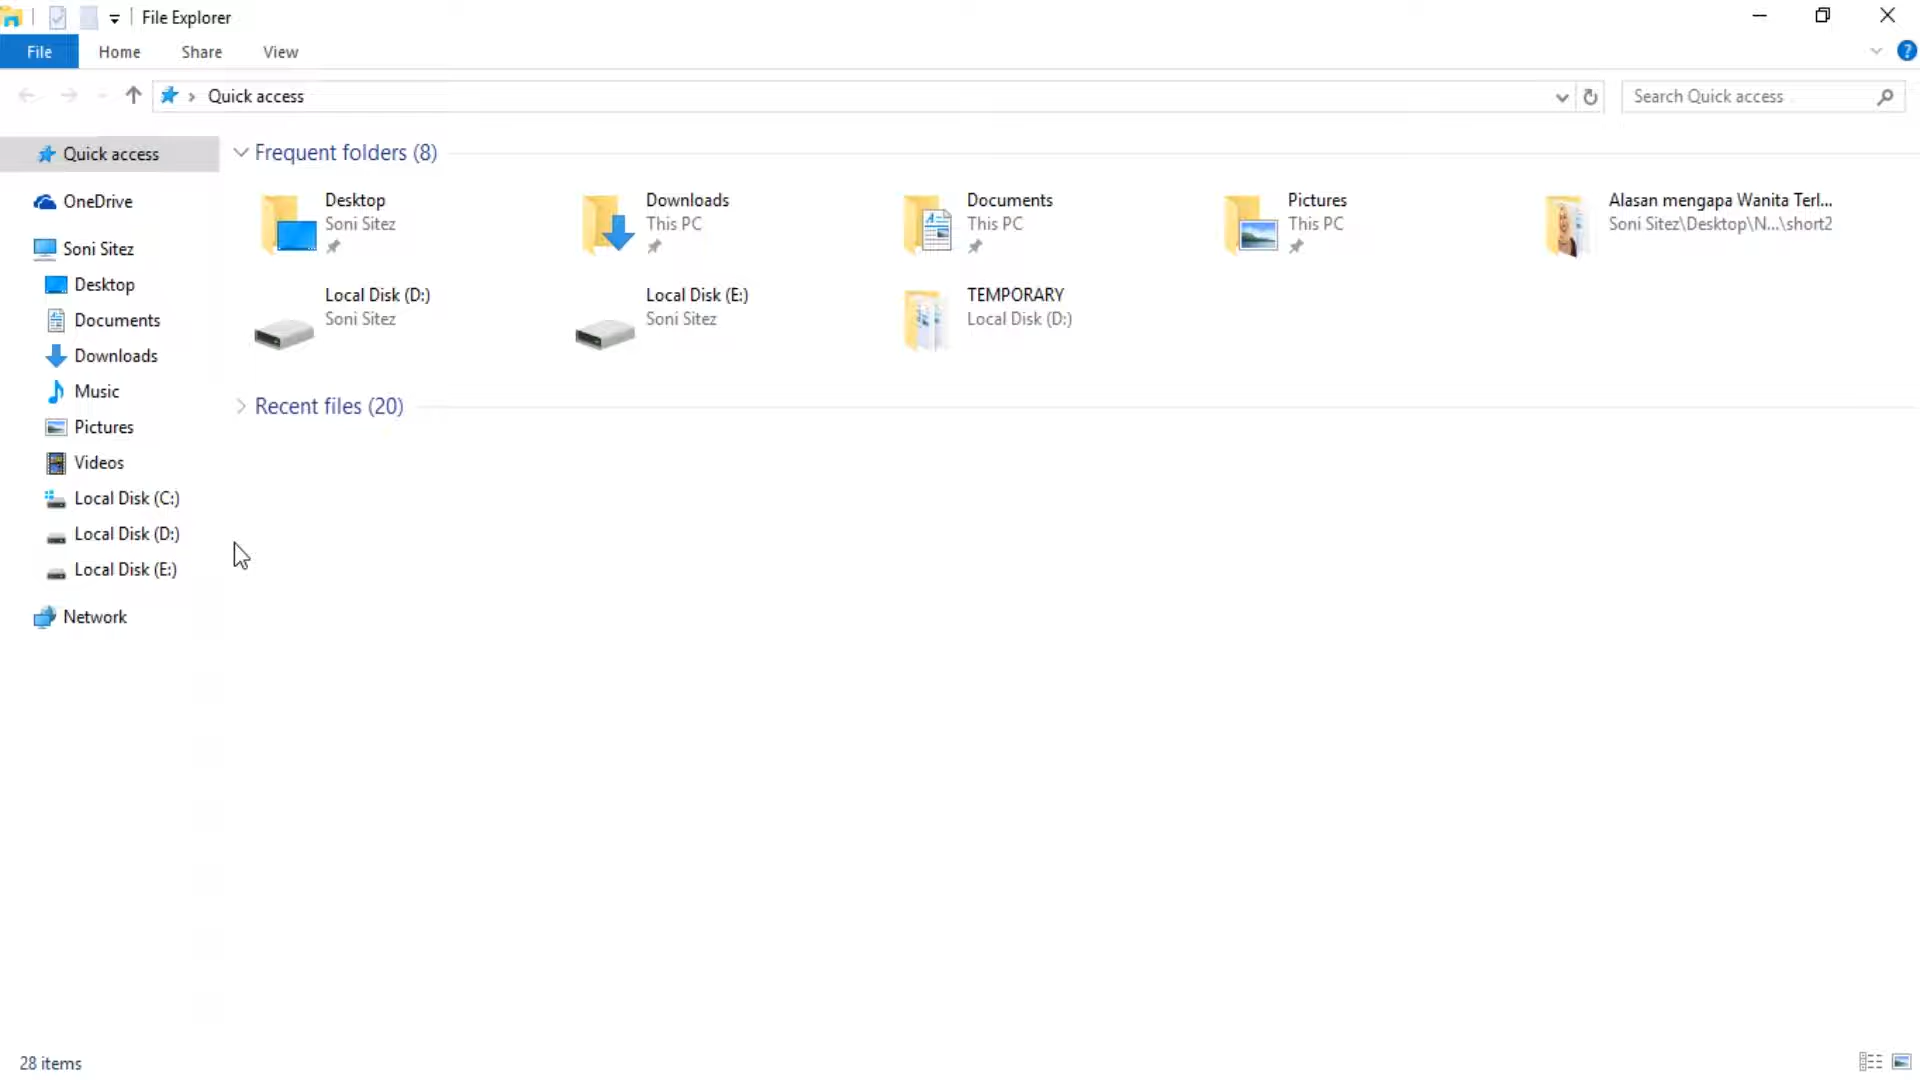 File Explorer
File Home Share View
Quick access
Search Quick access
Quick access
OneDrive
Soni Sitez
Desktop
Documents
Downloads
Music
Pictures
Videos
Local Disk (C:)
Local Disk (D:)
Local Disk (E:)
Network
Frequent folders (8)
Desktop
Soni Sitez
Downloads
This PC
Documents
This PC
Pictures
This PC
Alasan mengapa Wanita Terl...
Soni Sitez\Desktop\N...\short2
Local Disk (D:)
Soni Sitez
Local Disk (E:)
Soni Sitez
TEMPORARY
Local Disk (D:)
Recent files (20)
28 items